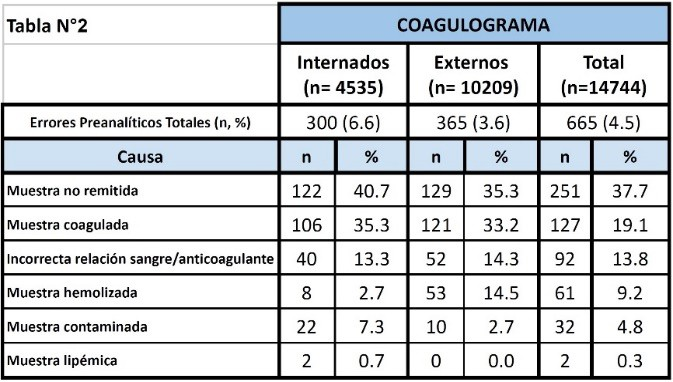 Tabla N°2 COAGULOGRAMA
Internados Externos Total
(n= 4535) (n= 10209) (n=14744)
Errores Preanalíticos Totales (n, %) 300 (6.6) 365 (3.6) 665 (4.5)
Causa n % n % n %
Muestra no remitida 122 40.7 129 35.3 251 37.7
Muestra coagulada 106 35.3 121 33.2 127 19.1
Incorrecta relación sangre/anticoagulante 40 13.3 52 14.3 92 13.8
Muestra hemolizada 8 2.7 53 14.5 61 9.2
Muestra contaminada 22 7.3 10 2.7 32 4.8
Muestra lipémica 2 0.7 0 0.0 2 0.3